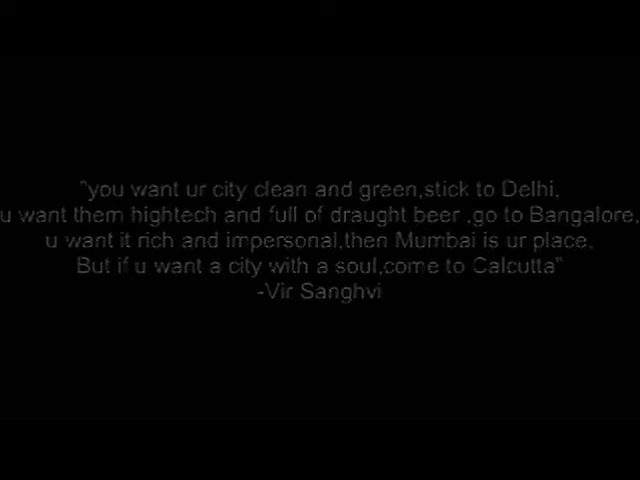 "you want ur city clean and green,stick to Delhi,
u want them hightech and full of draught beer ,go to Bangalore,
u want it rich and impersonal,then Mumbai is ur place.
But if u want a city with a soul,come to Calcutta"
-Vir Sanghvi